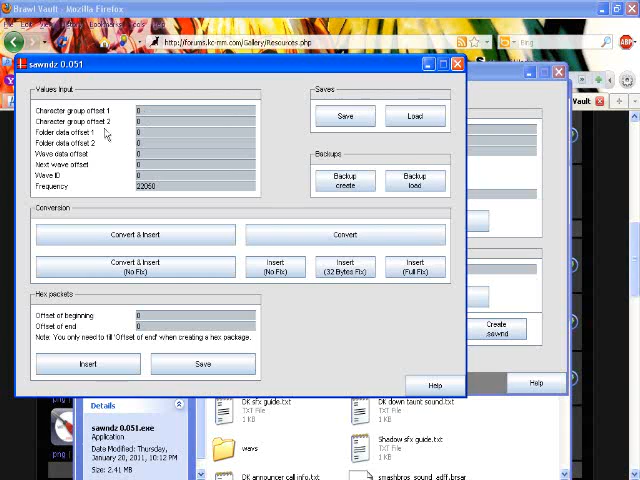 Brawl Vault - Mozilla Firefox
http://forums.kc-mm.com/Gallery/Resources.php
Bing
ABP
sawndz 0.051
Vault
Values Input
Character group offset 1 0
Character group offset 2 0
Folder data offset 1 0
Folder data offset 2 0
Wave data offset 0
Next wave offset 0
Wave ID 0
Frequency 22050
Saves
Save
Load
Backups
Backup
create
Backup
load
Conversion
Convert & Insert
Convert
Convert & Insert
(No Fix)
Insert
(No Fix)
Insert
(32 Bytes Fix)
Insert
(Full Fix)
Hex packets
Offset of beginning 0
Offset of end 0
Note: You only need to fill 'Offset of end' when creating a hex package.
Insert
Save
Help
Create
.sawnd
Help
Details
sawndz 0.051.exe
Application
Date Modified: Thursday,
January 20, 2011, 10:12 PM
Size: 2.41 MB
DK sfx guide.txt
TXT File
1 KB
DK down taunt sound.txt
TXT File
1 KB
wavs
Shadow sfx guide.txt
TXT File
1 KB
DK announcer call info.txt
smashbros_sound_adff.brsar
png
png